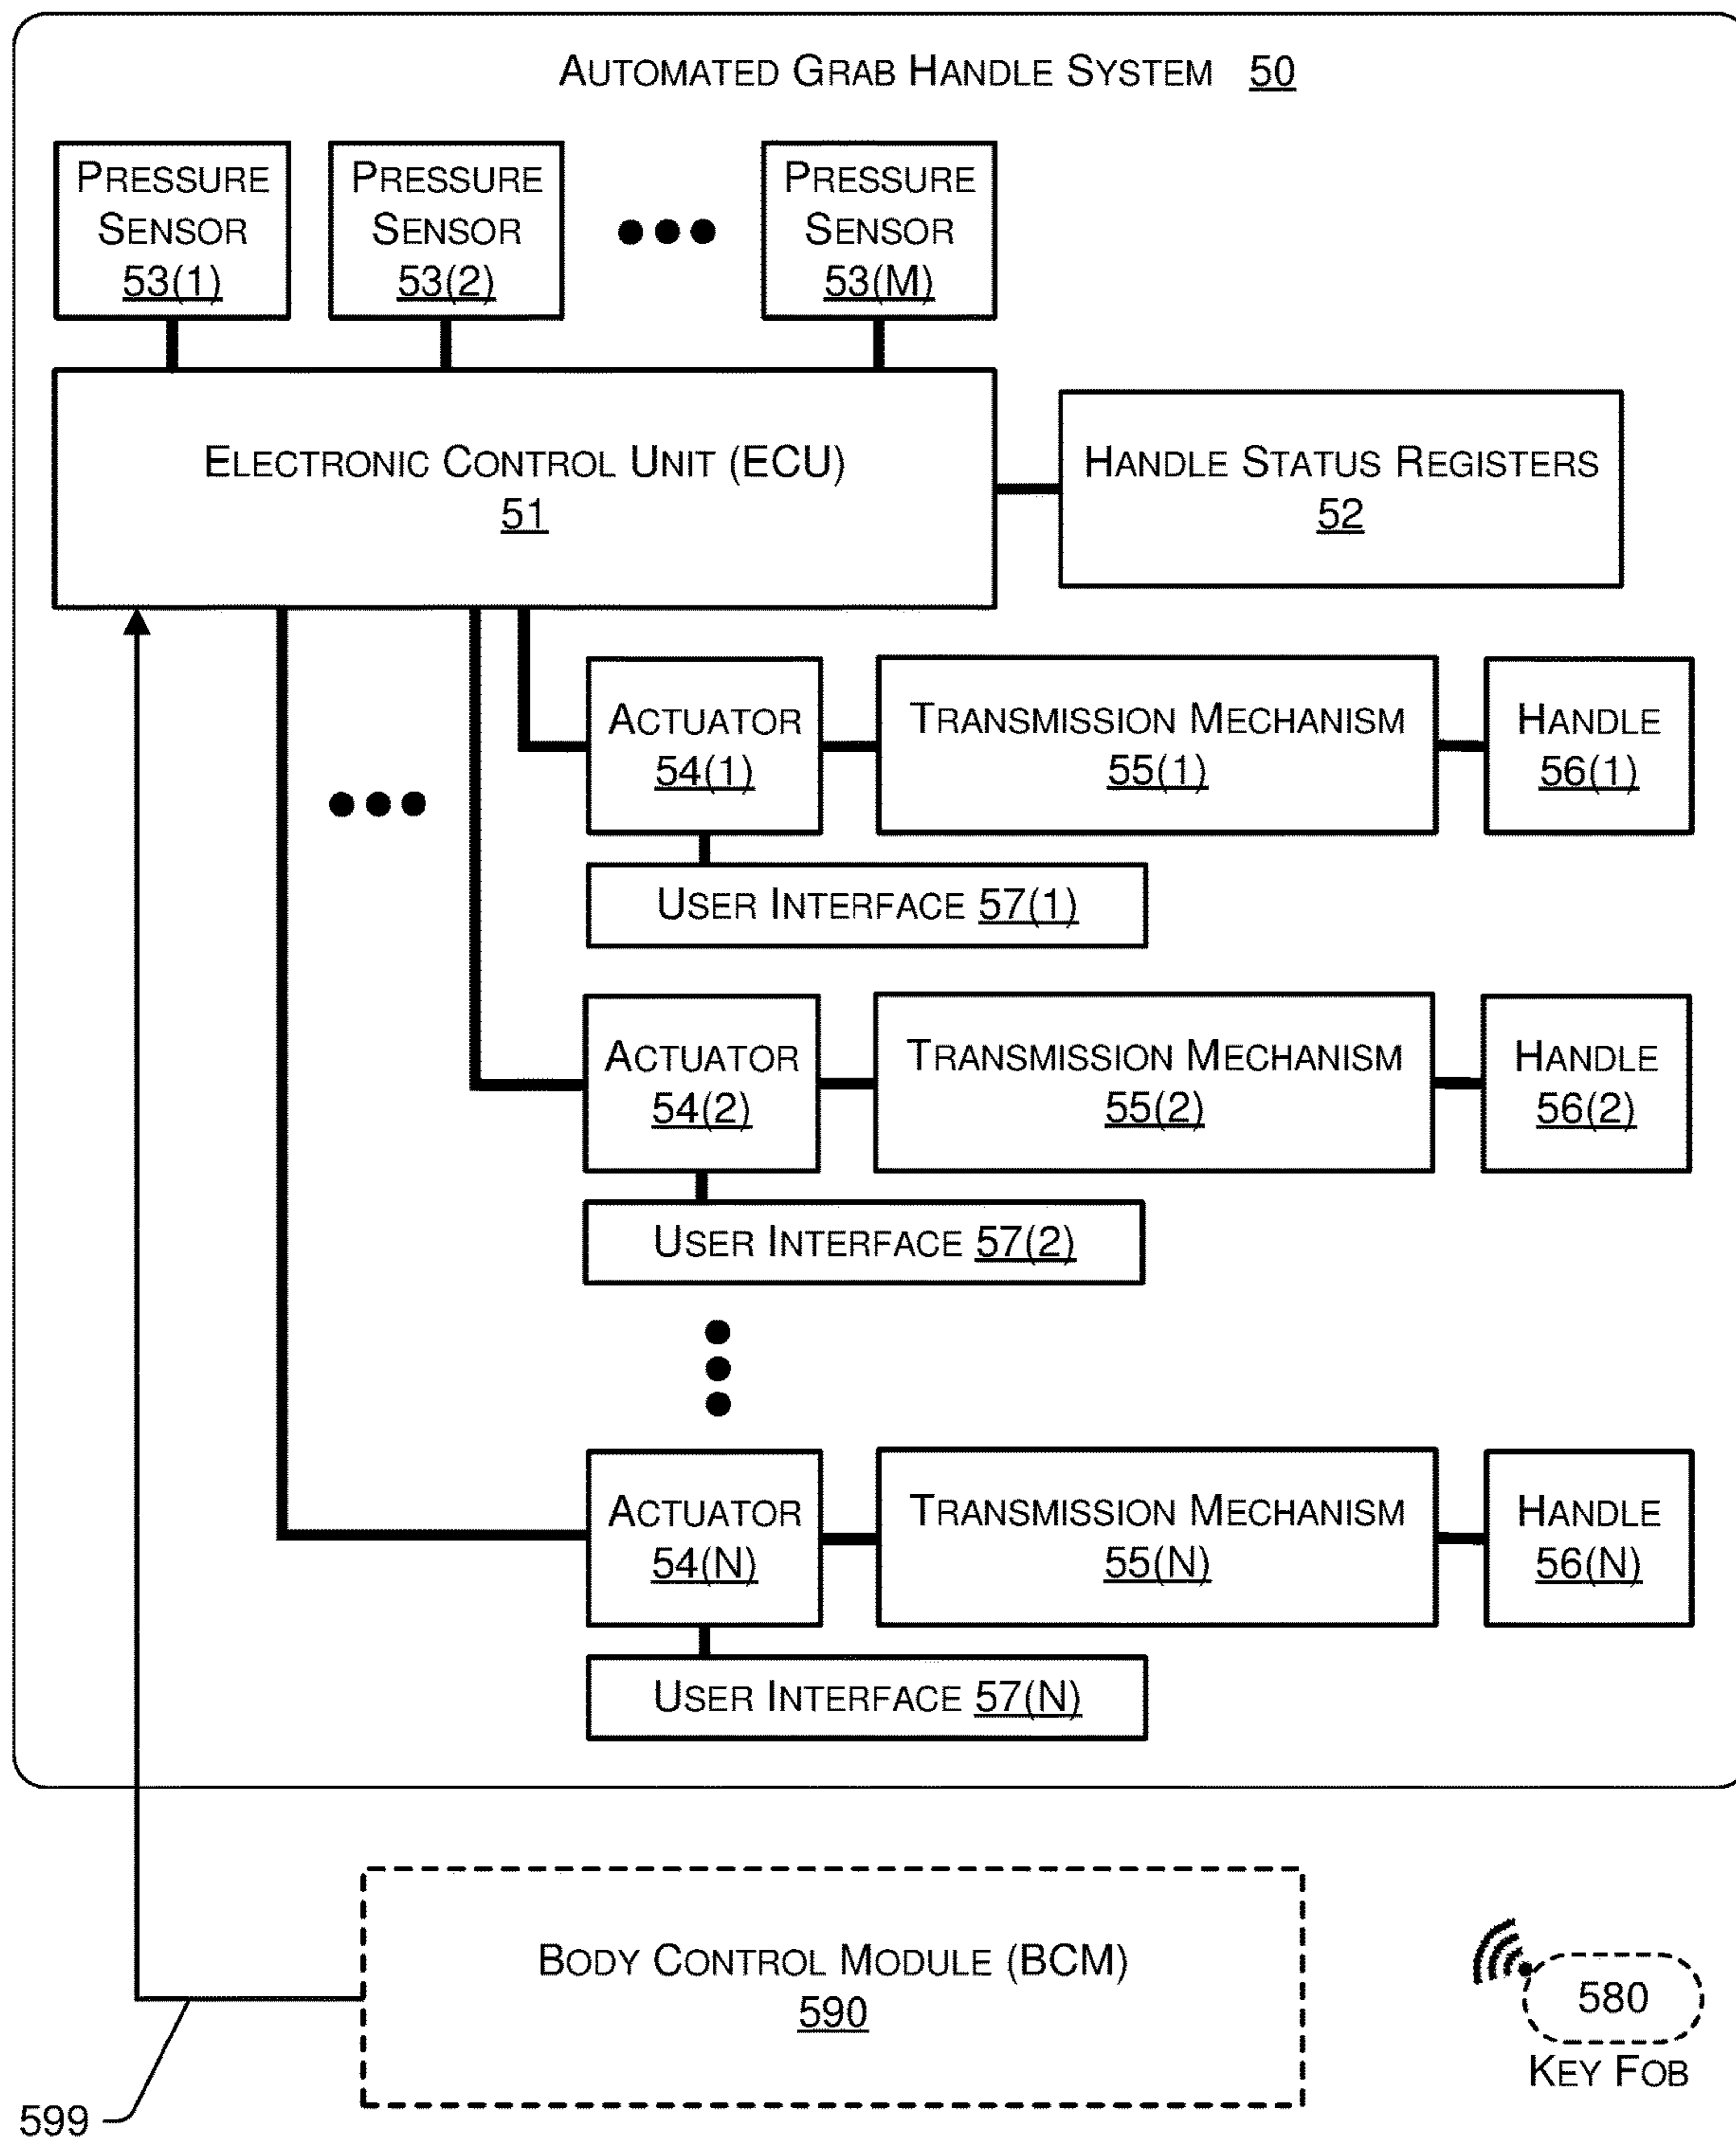 AUTOMATED GRAB HANDLE SYSTEM 50
PRESSURE
SENSOR
53(1)
PRESSURE
SENSOR
53(2)
PRESSURE
SENSOR
53(M)
ELECTRONIC CONTROL UNIT (ECU)
51
HANDLE STATUS REGISTERS
52
ACTUATOR
54(1)
TRANSMISSION MECHANISM
55(1)
HANDLE
56(1)
USER INTERFACE 57(1)
ACTUATOR
54(2)
TRANSMISSION MECHANISM
55(2)
HANDLE
56(2)
USER INTERFACE 57(2)
ACTUATOR
54(N)
TRANSMISSION MECHANISM
55(N)
HANDLE
56(N)
USER INTERFACE 57(N)
BODY CONTROL MODULE (BCM)
590
580
KEY FOB
599